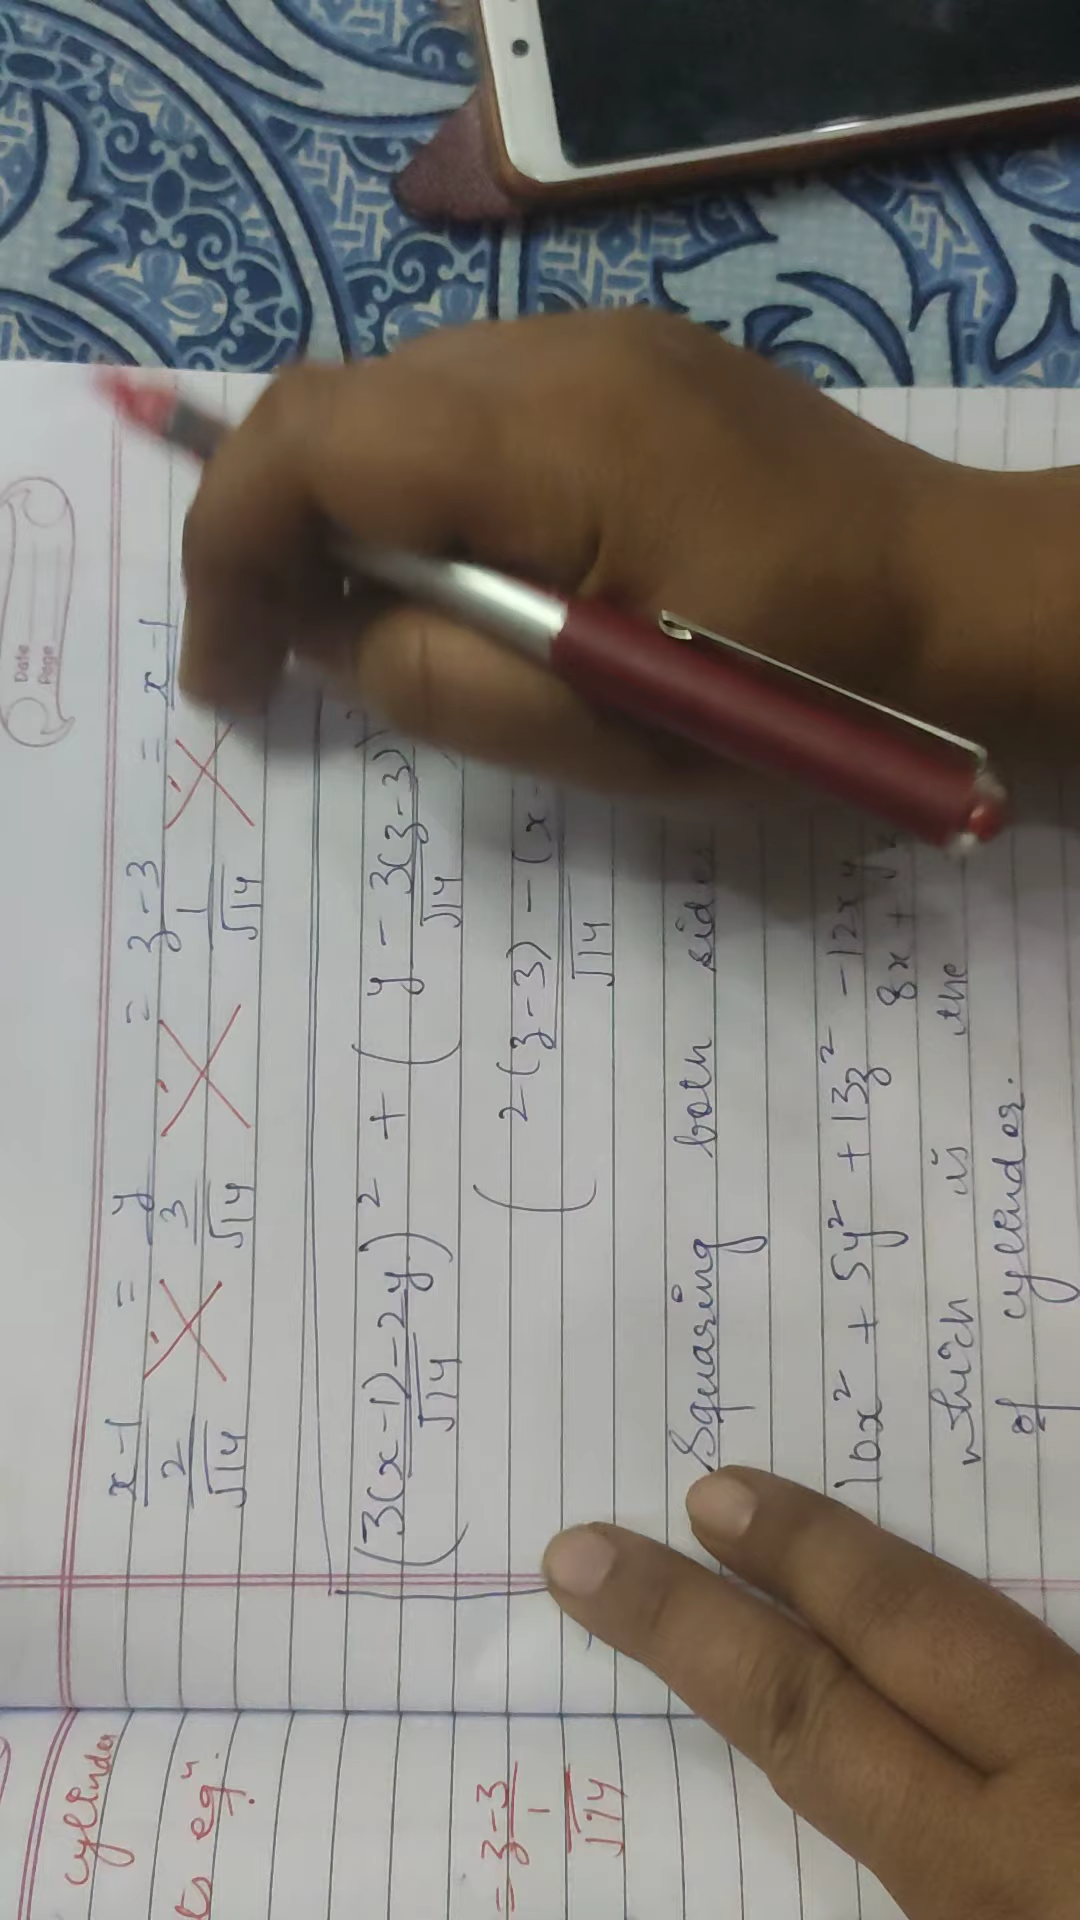 Date
Page
x-1/2/√14 = y/3/√14 = z-3/1/√14 = x-1
(3(x-1)-2y/√14)² + (y-3(z-3)/√14)²
(2(z-3)-(x-/√14
Squaring both side
10x² + 5y² + 13z² -12xy
8x +
which is the
of cylinder.
cylinder
ts eqⁿ.
= z-3/1/√14